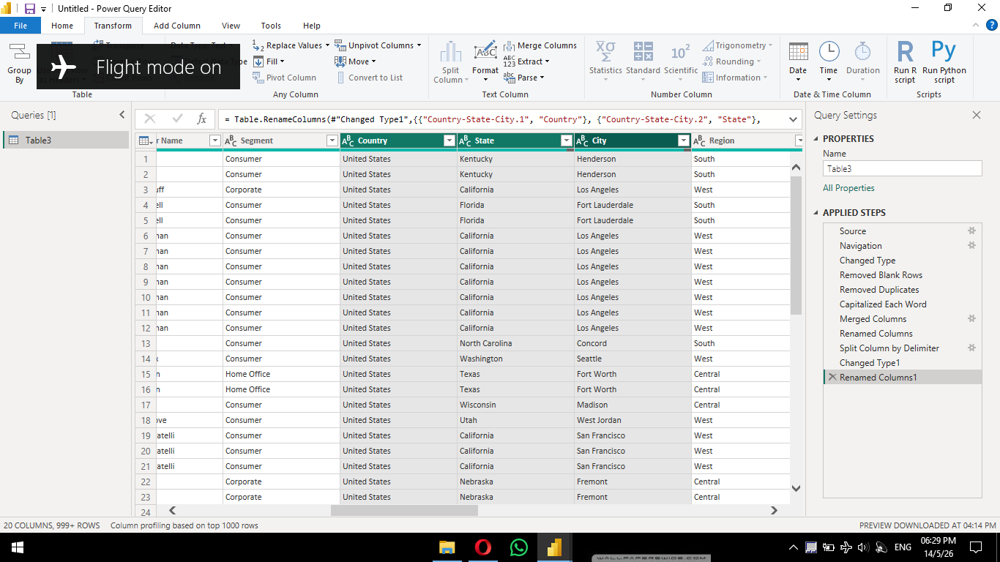 Untitled - Power Query Editor
File Home Transform Add Column View Tools Help
Flight mode on
Group By
Replace Values
Fill
Pivot Column
Unpivot Columns
Move
Convert to List
Split Column
Format
Merge Columns
Extract
Parse
Statistics
Standard
Scientific
Trigonometry
Rounding
Information
Date
Time
Duration
Run R script
Run Python script
Table Any Column Text Column Number Column Date & Time Column Scripts
Queries [1]
Table3
= Table.RenameColumns(#"Changed Type1",{{"Country-State-City.1", "Country"}, {"Country-State-City.2", "State"},
r Name Segment Country State City Region
1 Consumer United States Kentucky Henderson South
2 Consumer United States Kentucky Henderson South
3 uff Corporate United States California Los Angeles West
4 ell Consumer United States Florida Fort Lauderdale South
5 ell Consumer United States Florida Fort Lauderdale South
6 nan Consumer United States California Los Angeles West
7 nan Consumer United States California Los Angeles West
8 nan Consumer United States California Los Angeles West
9 nan Consumer United States California Los Angeles West
10 nan Consumer United States California Los Angeles West
11 nan Consumer United States California Los Angeles West
12 nan Consumer United States California Los Angeles West
13 Consumer United States North Carolina Concord South
14 Consumer United States Washington Seattle West
15 n Home Office United States Texas Fort Worth Central
16 n Home Office United States Texas Fort Worth Central
17 Consumer United States Wisconsin Madison Central
18 ove Consumer United States Utah West Jordan West
19 atelli Consumer United States California San Francisco West
20 atelli Consumer United States California San Francisco West
21 atelli Consumer United States California San Francisco West
22 Corporate United States Nebraska Fremont Central
23 Corporate United States Nebraska Fremont Central
24
Query Settings
PROPERTIES
Name
Table3
All Properties
APPLIED STEPS
Source
Navigation
Changed Type
Removed Blank Rows
Removed Duplicates
Capitalized Each Word
Merged Columns
Renamed Columns
Split Column by Delimiter
Changed Type1
Renamed Columns1
20 COLUMNS, 999+ ROWS Column profiling based on top 1000 rows PREVIEW DOWNLOADED AT 04:14 PM
ENG
06:29 PM
14/5/26